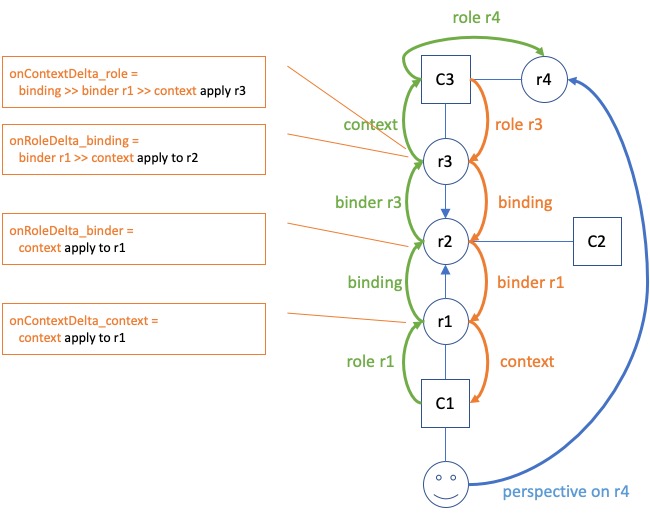 role r4
onContextDelta_role =
binding >> binder r1 >> context apply r3
C3
r4
context
role r3
onRoleDelta_binding =
binder r1 >> context apply to r2
r3
binder r3
binding
onRoleDelta_binder =
context apply to r1
r2
C2
binding
binder r1
onContextDelta_context =
context apply to r1
r1
role r1
context
C1
perspective on r4